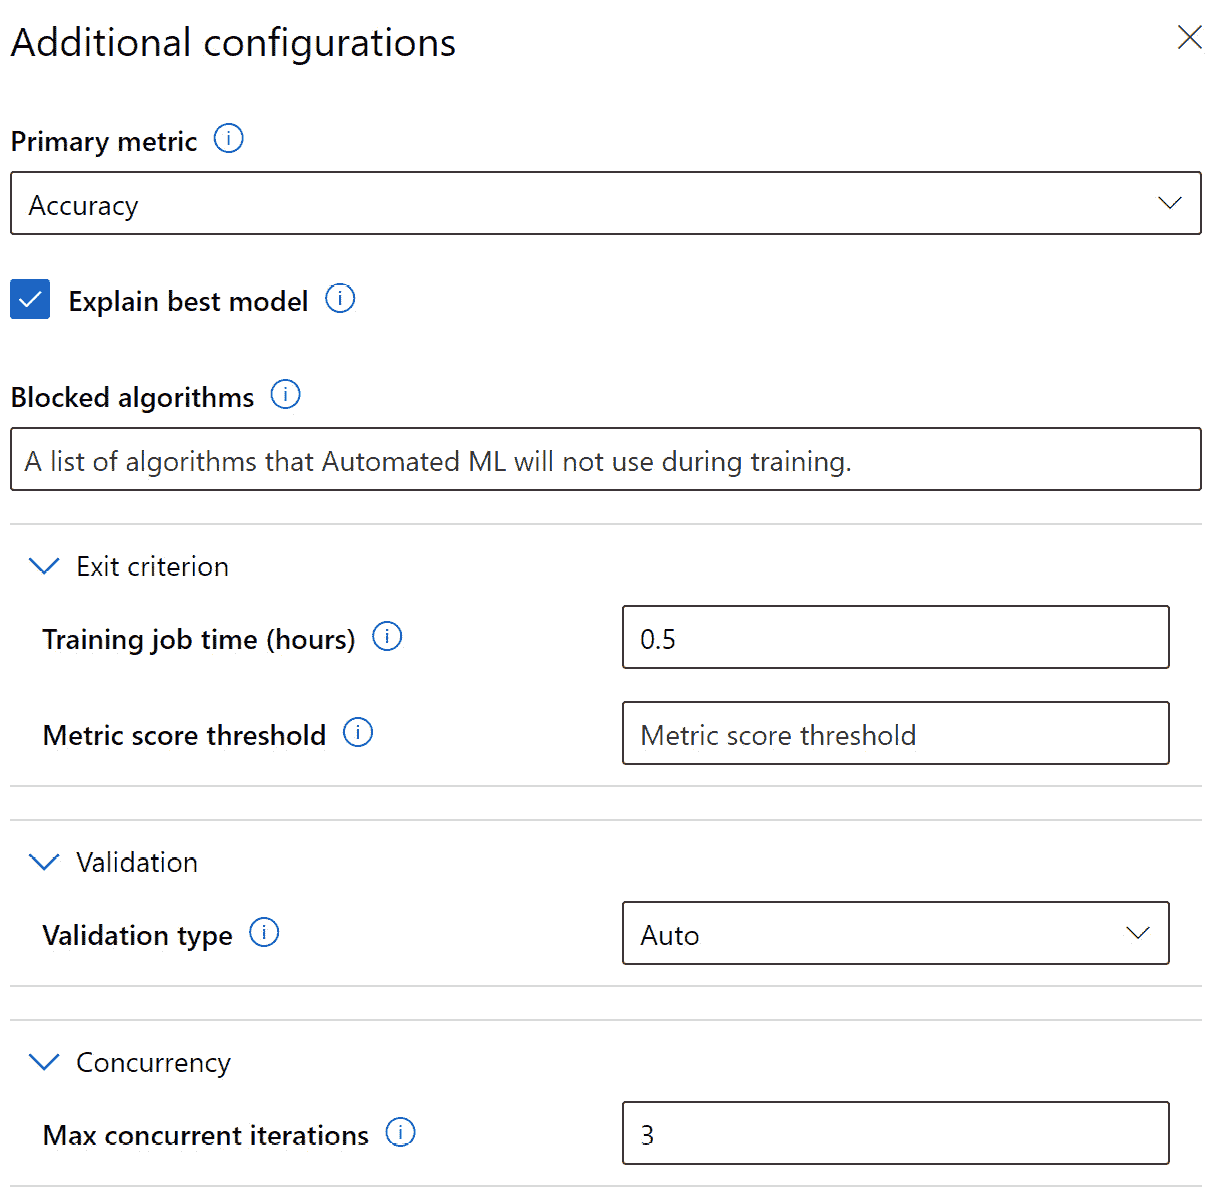 Additional configurations
Primary metric
Accuracy
Explain best model
Blocked algorithms
A list of algorithms that Automated ML will not use during training.
Exit criterion
Training job time (hours)
0.5
Metric score threshold
Metric score threshold
Validation
Validation type
Auto
Concurrency
Max concurrent iterations
3